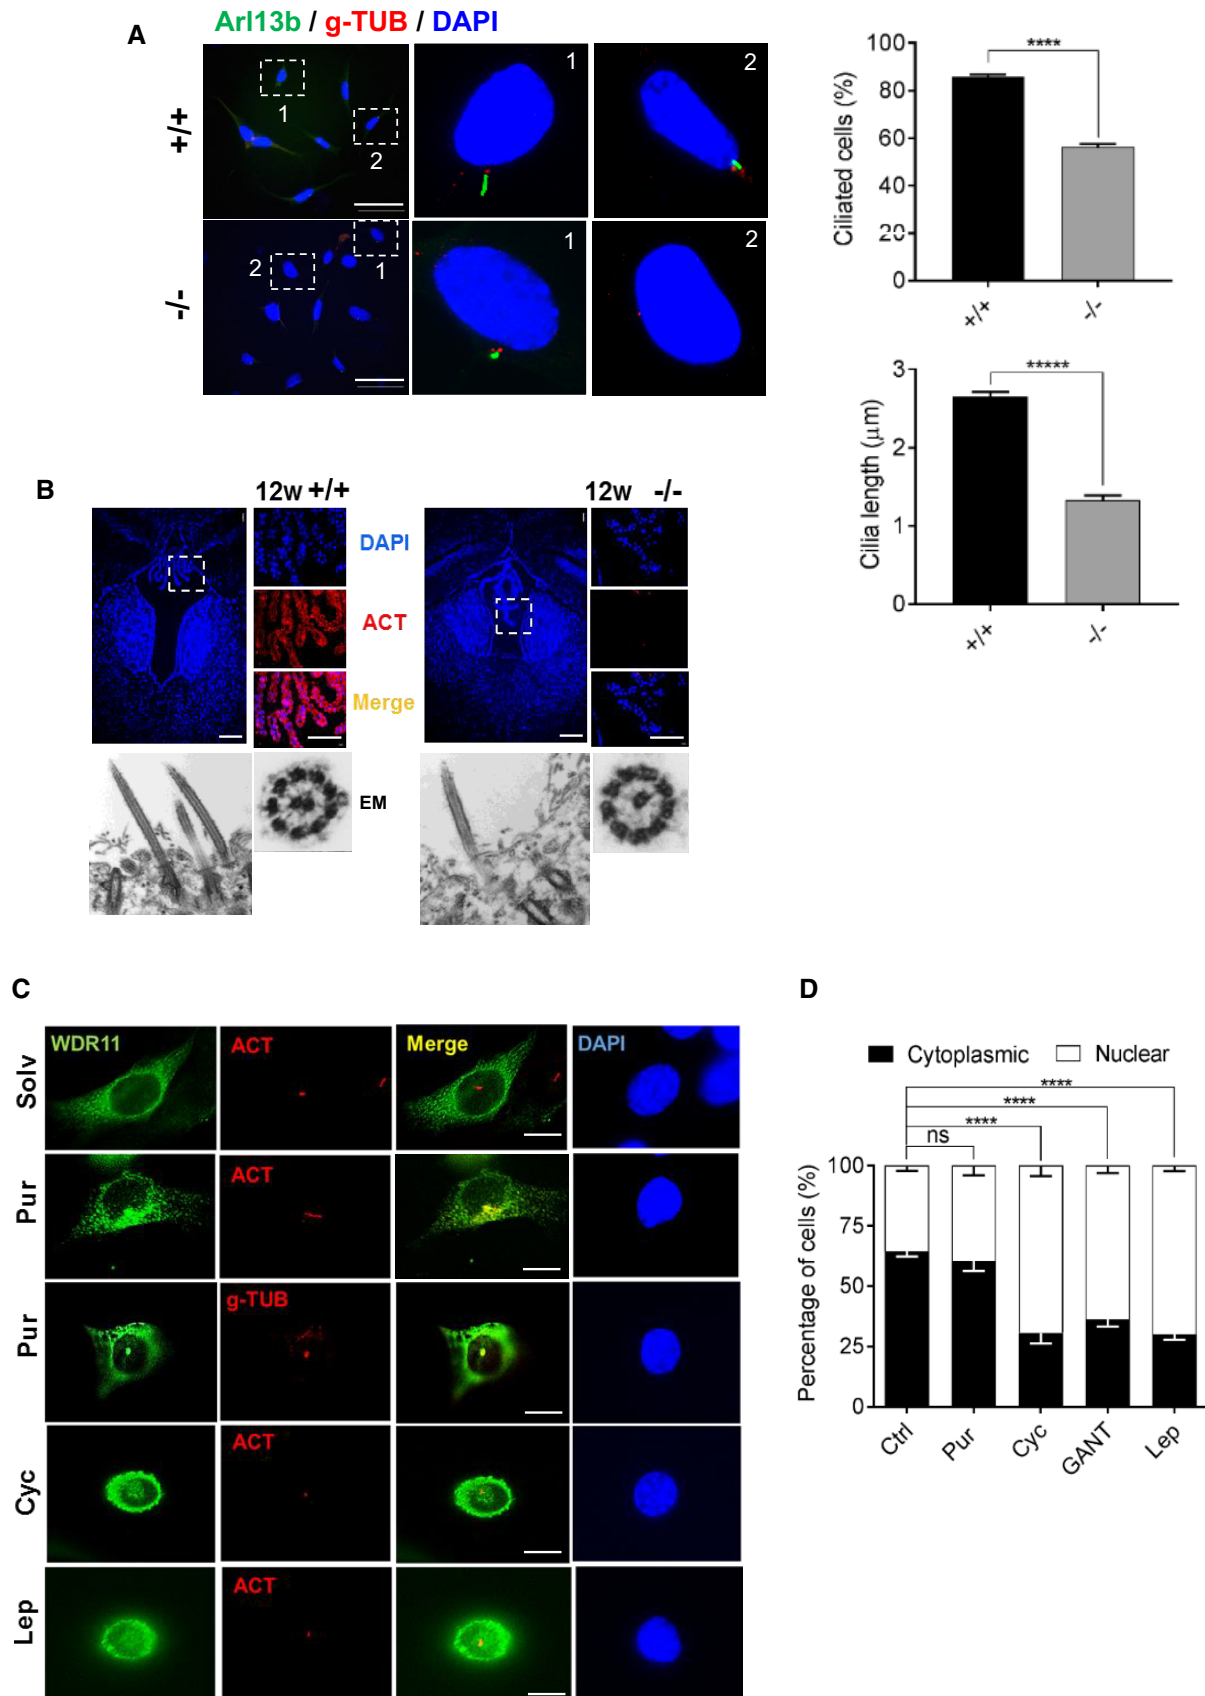 A
Arl13b / g-TUB / DAPI
+/+
1
2
1
2
-/-
2
1
1
2
Ciliated cells (%)
100
80
60
40
20
0
****
+/+
-/-
Cilia length (μm)
3
2
1
0
*****
+/+
-/-
B
12w +/+
12w -/-
DAPI
ACT
Merge
EM
C
Solv
WDR11
ACT
Merge
DAPI
Pur
ACT
Pur
g-TUB
Cyc
ACT
Lep
ACT
D
Cytoplasmic
Nuclear
****
****
****
ns
Percentage of cells (%)
100
75
50
25
0
Ctrl
Pur
Cyc
GANT
Lep